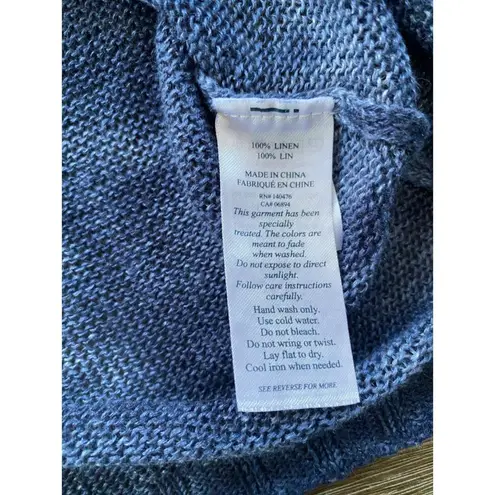 100% LINEN
100% LIN
MADE IN CHINA
FABRIQUÉ EN CHINE
RN# 140476
CA# 06894
This garment has been
specially
treated. The colors are
meant to fade
when washed.
Do not expose to direct
sunlight.
Follow care instructions
carefully.
Hand wash only.
Use cold water.
Do not bleach.
Do not wring or twist.
Lay flat to dry.
Cool iron when needed.
SEE REVERSE FOR MORE